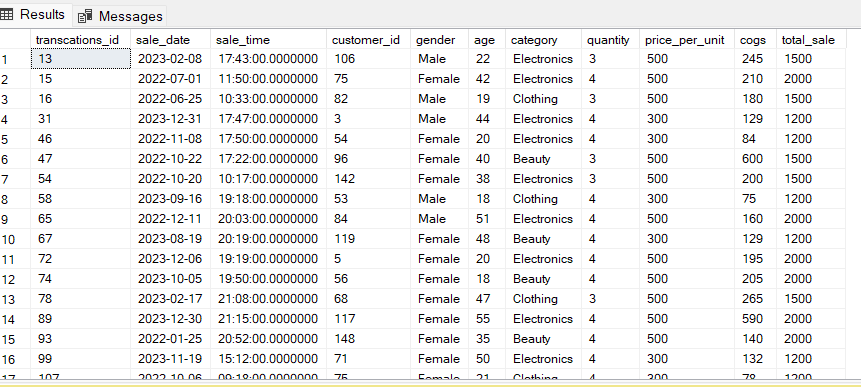 Results Messages
transcations_id sale_date sale_time customer_id gender age category quantity price_per_unit cogs total_sale
1 13 2023-02-08 17:43:00.0000000 106 Male 22 Electronics 3 500 245 1500
2 15 2022-07-01 11:50:00.0000000 75 Female 42 Electronics 4 500 210 2000
3 16 2022-06-25 10:33:00.0000000 82 Male 19 Clothing 3 500 180 1500
4 31 2023-12-31 17:47:00.0000000 3 Male 44 Electronics 4 300 129 1200
5 46 2022-11-08 17:50:00.0000000 54 Female 20 Electronics 4 300 84 1200
6 47 2022-10-22 17:22:00.0000000 96 Female 40 Beauty 3 500 600 1500
7 54 2022-10-20 10:17:00.0000000 142 Female 38 Electronics 3 500 200 1500
8 58 2023-09-16 19:18:00.0000000 53 Male 18 Clothing 4 300 75 1200
9 65 2022-12-11 20:03:00.0000000 84 Male 51 Electronics 4 500 160 2000
10 67 2023-08-19 20:19:00.0000000 119 Female 48 Beauty 4 300 129 1200
11 72 2023-12-06 19:19:00.0000000 5 Female 20 Electronics 4 500 195 2000
12 74 2023-10-05 19:50:00.0000000 56 Female 18 Beauty 4 500 205 2000
13 78 2023-02-17 21:08:00.0000000 68 Female 47 Clothing 3 500 265 1500
14 89 2023-12-30 21:15:00.0000000 117 Female 55 Electronics 4 500 590 2000
15 93 2022-01-25 20:52:00.0000000 148 Female 35 Beauty 4 500 140 2000
16 99 2023-11-19 15:12:00.0000000 71 Female 50 Electronics 4 300 132 1200
17 107 2022-10-06 09:18:00.0000000 75 Female 21 Clothing 4 300 78 1200